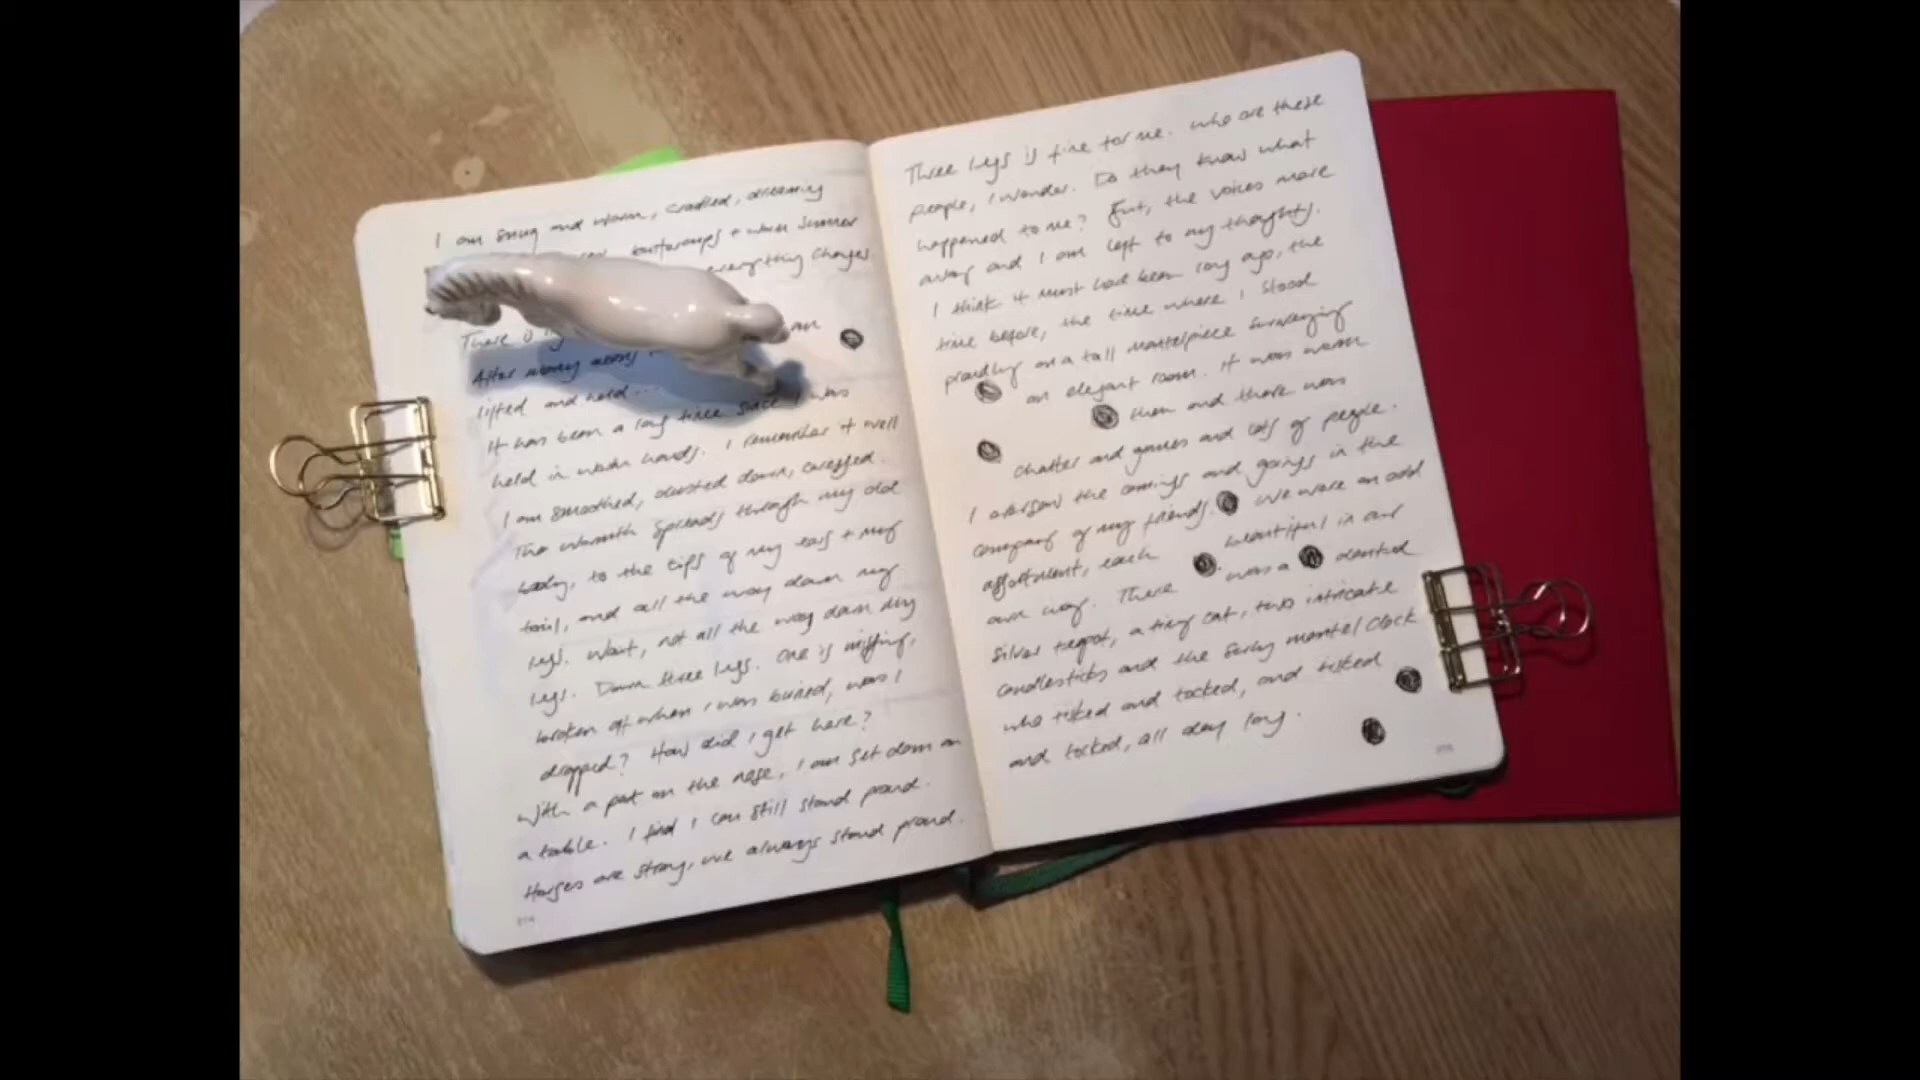 I am snug and warm, cradled, dreaming
buttercups + warm summer
everything changes.
There is
After many moons
lifted and held...
It has been a long time since I was
held in warm hands. I remember it well
I am smoothed, dusted down, caressed.
The warmth spreads through my old
body, to the tips of my ears + my
tail, and all the way down my
legs. Wait, not all the way down my
legs. Down three legs. One is missing,
broken off when I was buried, was I
dropped? How did I get here?
With a pat on the nose, I am set down on
a table. I find I can still stand proud.
Horses are strong, we always stand proud.
Three legs is fine for me. Who are these
people, I wonder. Do they know what
happened to me? But, the voices move
away and I am left to my thoughts.
I think it must have been long ago, the
time before, the time where I stood
proudly on a tall mantelpiece surveying
an elegant room. It was warm
then and there was
chatter and games and lots of people.
I oversaw the comings and goings in the
company of my friends. We were an odd
assortment, each beautiful in our
own way. There was a dented
silver teapot, a tiny cat, two intricate
candlesticks and the mantel clock
who ticked and tocked, and ticked
and tocked, all day long.